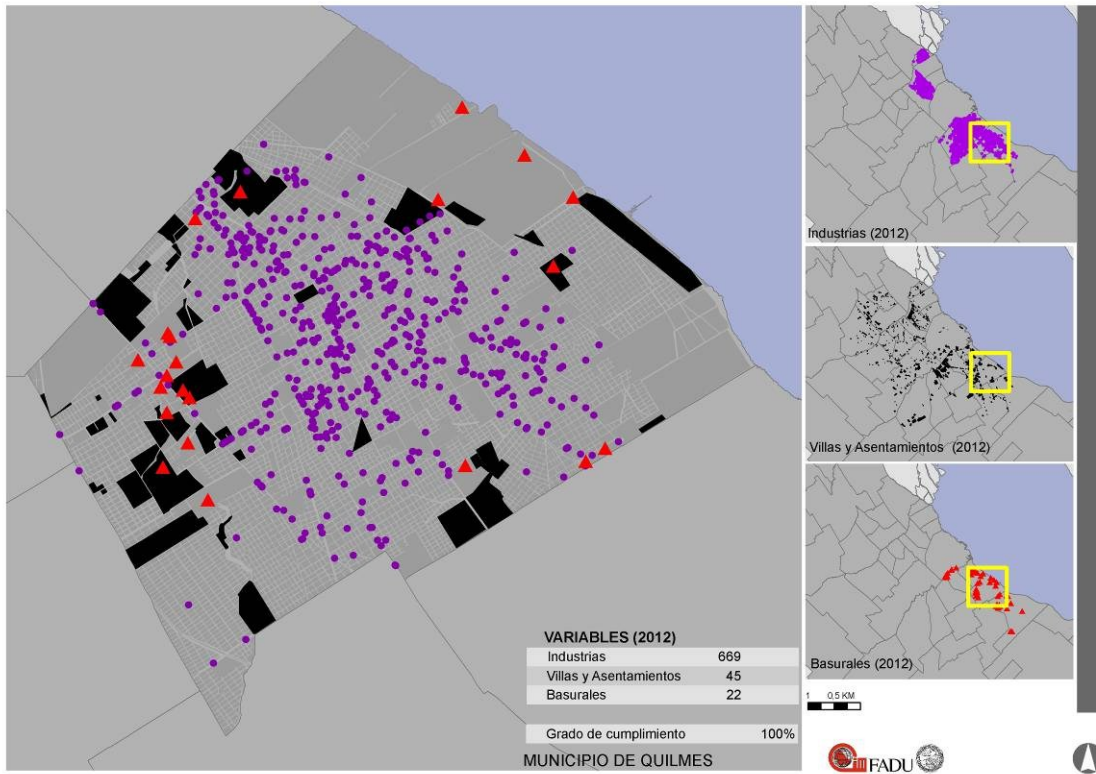 VARIABLES (2012)
Industrias 669
Villas y Asentamientos 45
Basurales 22
Grado de cumplimiento 100%
MUNICIPIO DE QUILMES
Industrias (2012)
Villas y Asentamientos (2012)
Basurales (2012)
1 0.5 KM
FADU